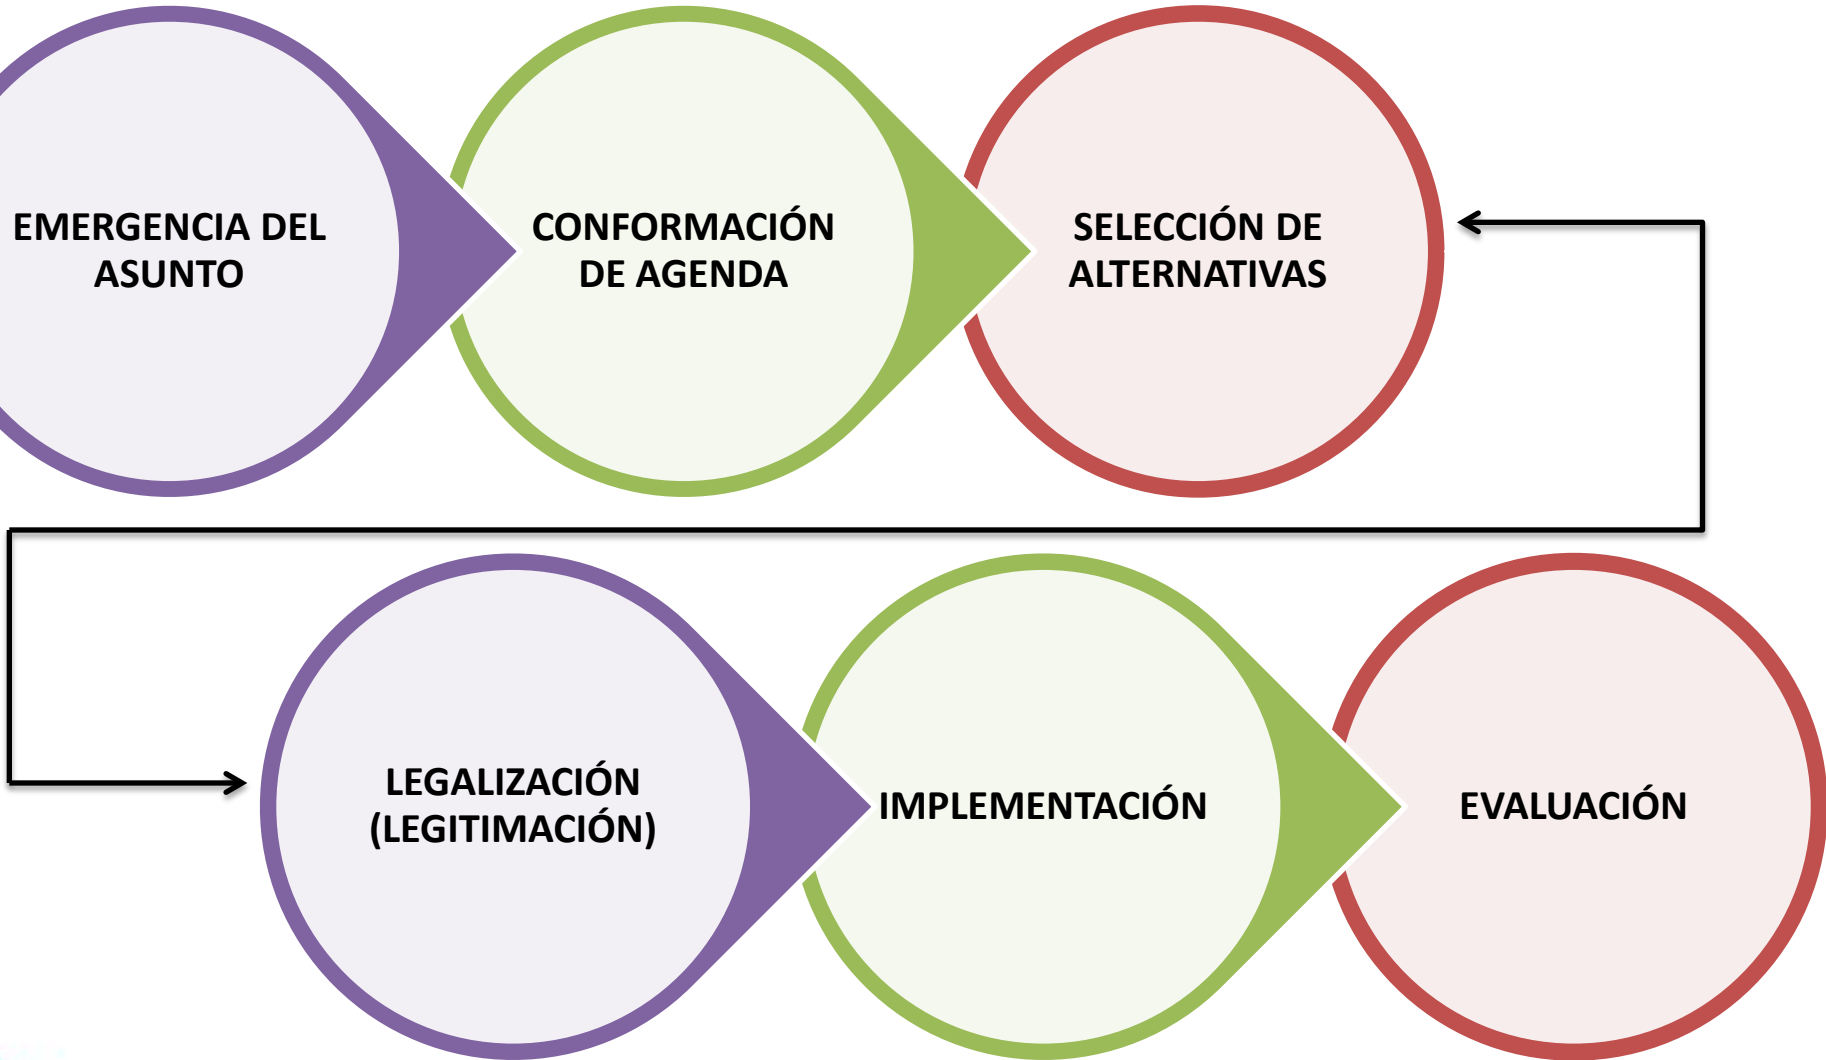 EMERGENCIA DEL
ASUNTO
CONFORMACIÓN
DE AGENDA
SELECCIÓN DE
ALTERNATIVAS
LEGALIZACIÓN
(LEGITIMACIÓN)
IMPLEMENTACIÓN
EVALUACIÓN